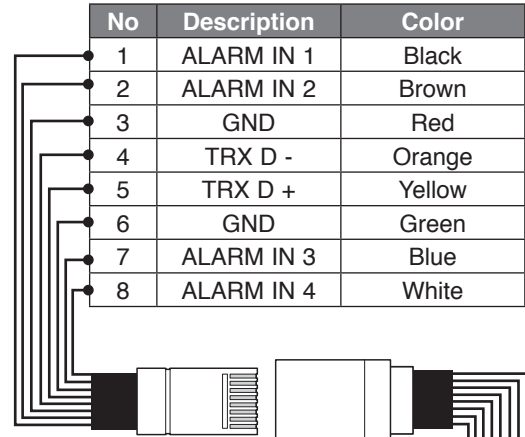 No Description Color
1 ALARM IN 1 Black
2 ALARM IN 2 Brown
3 GND Red
4 TRX D - Orange
5 TRX D + Yellow
6 GND Green
7 ALARM IN 3 Blue
8 ALARM IN 4 White